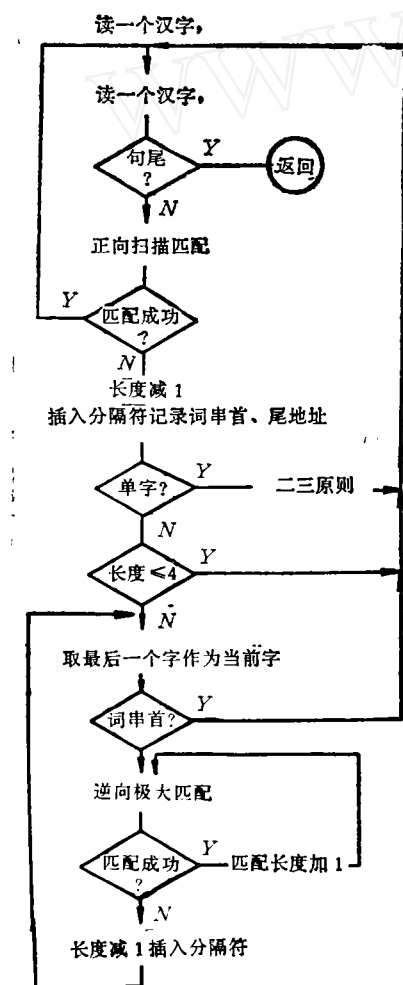 读一个汉字,
WWW
读一个汉字,
句尾
?
Y
返回
N
正向扫描匹配
Y
匹配成功
?
N
长度减1
插入分隔符记录词串首、尾地址
单字?
Y
二三原则
N
长度≤4
Y
N
取最后一个字作为当前字
词串首?
Y
逆向极大匹配
匹配成功
?
Y
匹配长度加1
N
长度减1插入分隔符